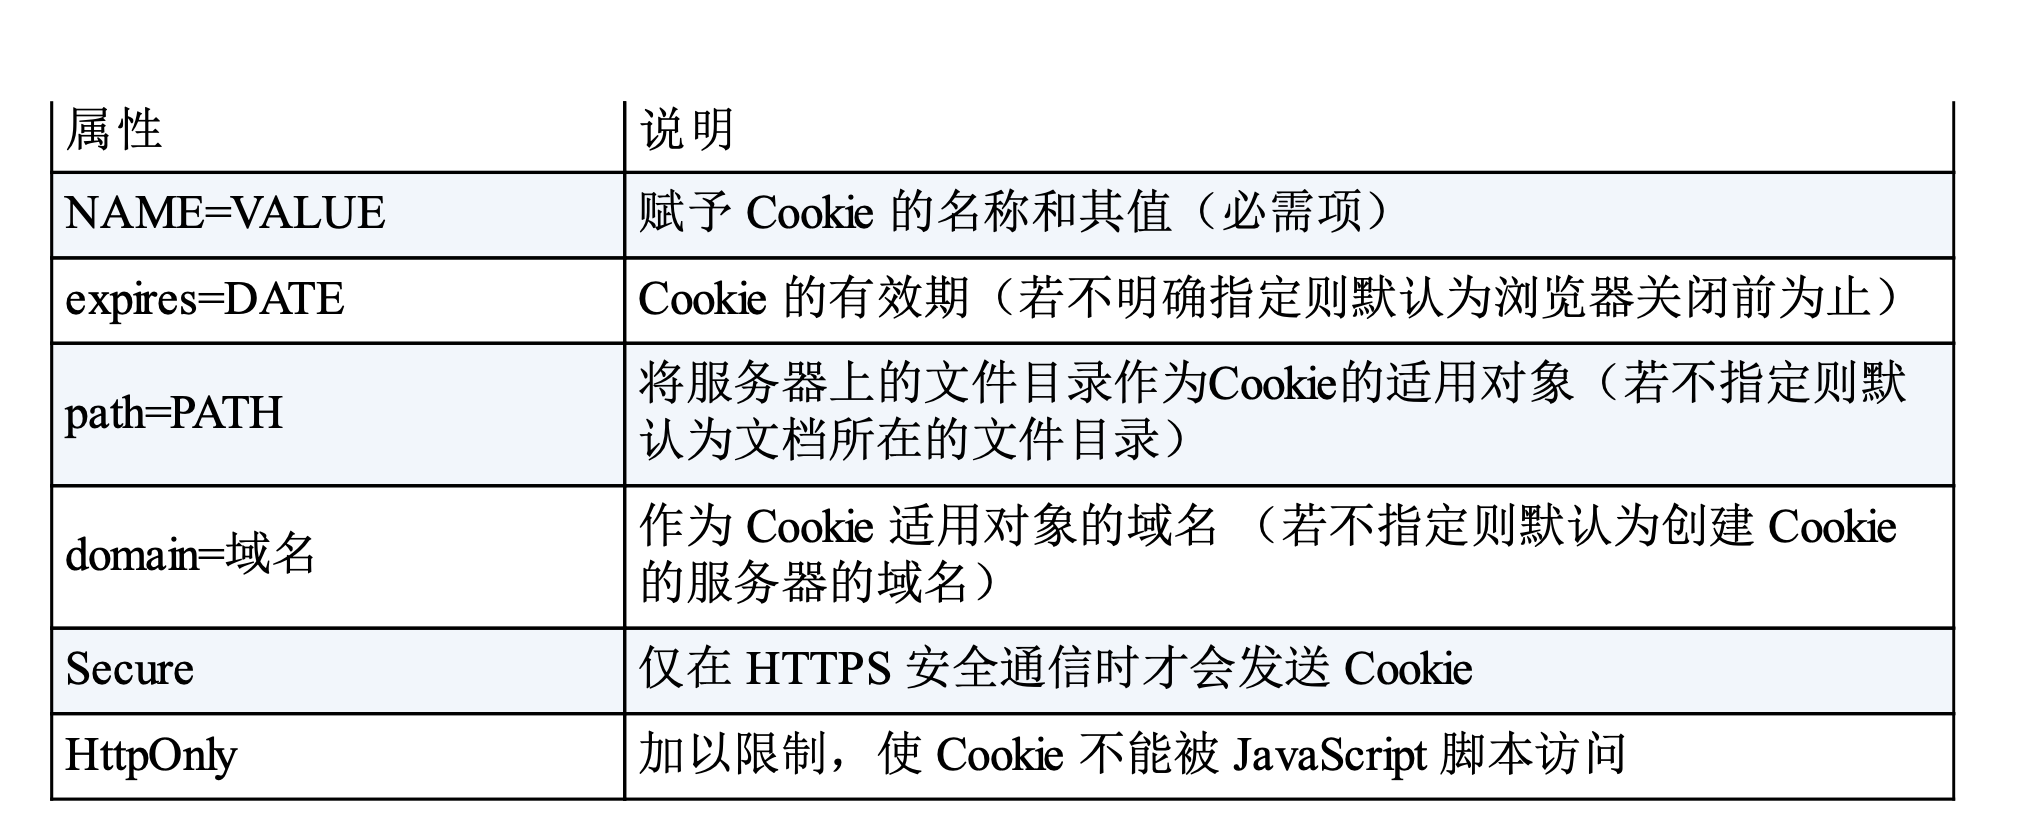 属性
说明
NAME=VALUE
赋予 Cookie 的名称和其值（必需项）
expires=DATE
Cookie 的有效期（若不明确指定则默认为浏览器关闭前为止）
path=PATH
将服务器上的文件目录作为Cookie的适用对象（若不指定则默
认为文档所在的文件目录）
domain=域名
作为 Cookie 适用对象的域名 （若不指定则默认为创建 Cookie
的服务器的域名）
Secure
仅在 HTTPS 安全通信时才会发送 Cookie
HttpOnly
加以限制，使 Cookie 不能被 JavaScript 脚本访问